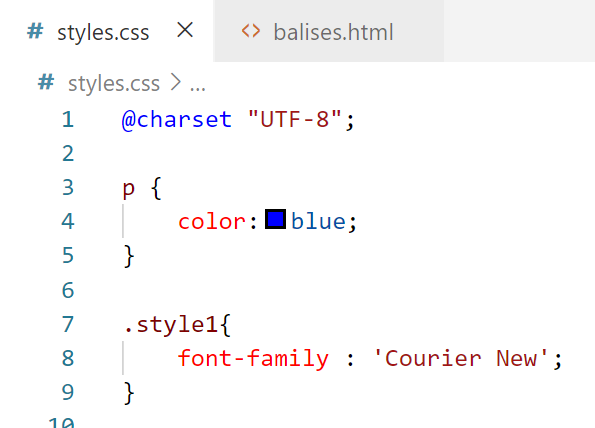 # styles.css × <> balises.html
# styles.css > ...
1 @charset "UTF-8";
2
3 p {
4 color: blue;
5 }
6
7 .style1{
8 font-family : 'Courier New';
9 }
10